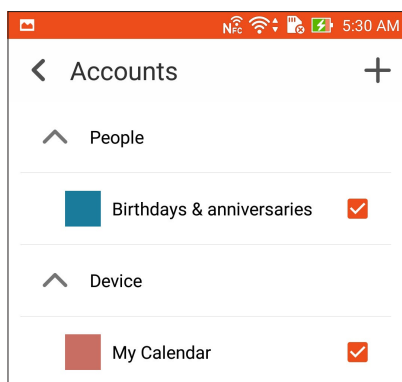 NFC 5:30 AM
Accounts
People
Birthdays & anniversaries
Device
My Calendar